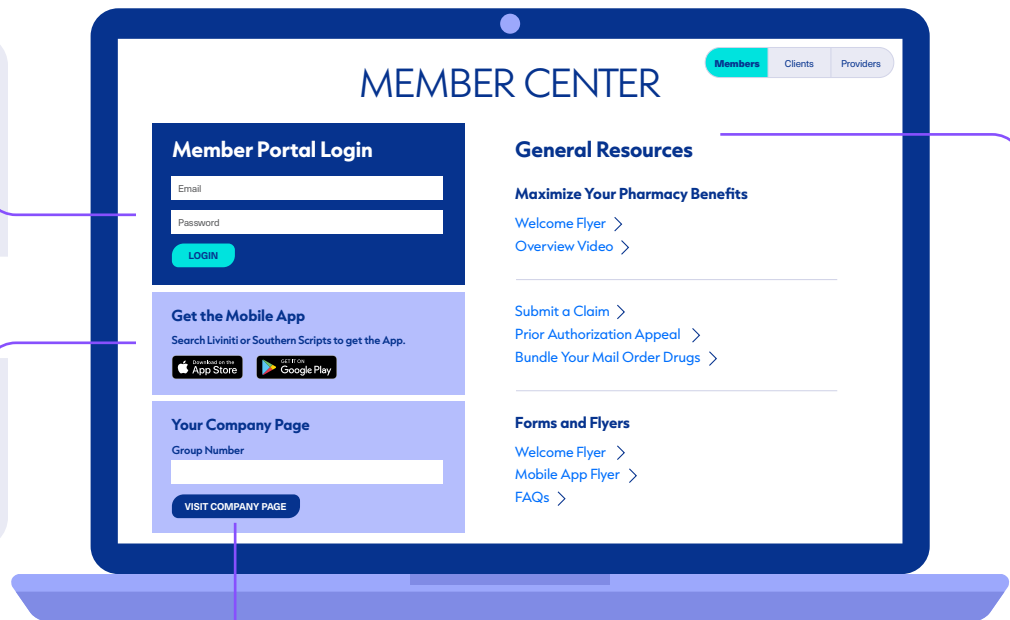 MEMBER CENTER
Members
Clients
Providers
Member Portal Login
Email
Password
LOGIN
Get the Mobile App
Search Liviniti or Southern Scripts to get the App.
Download on the
App Store
GET IT ON
Google Play
Your Company Page
Group Number
VISIT COMPANY PAGE
General Resources
Maximize Your Pharmacy Benefits
Welcome Flyer
Overview Video
Submit a Claim
Prior Authorization Appeal
Bundle Your Mail Order Drugs
Forms and Flyers
Welcome Flyer
Mobile App Flyer
FAQs